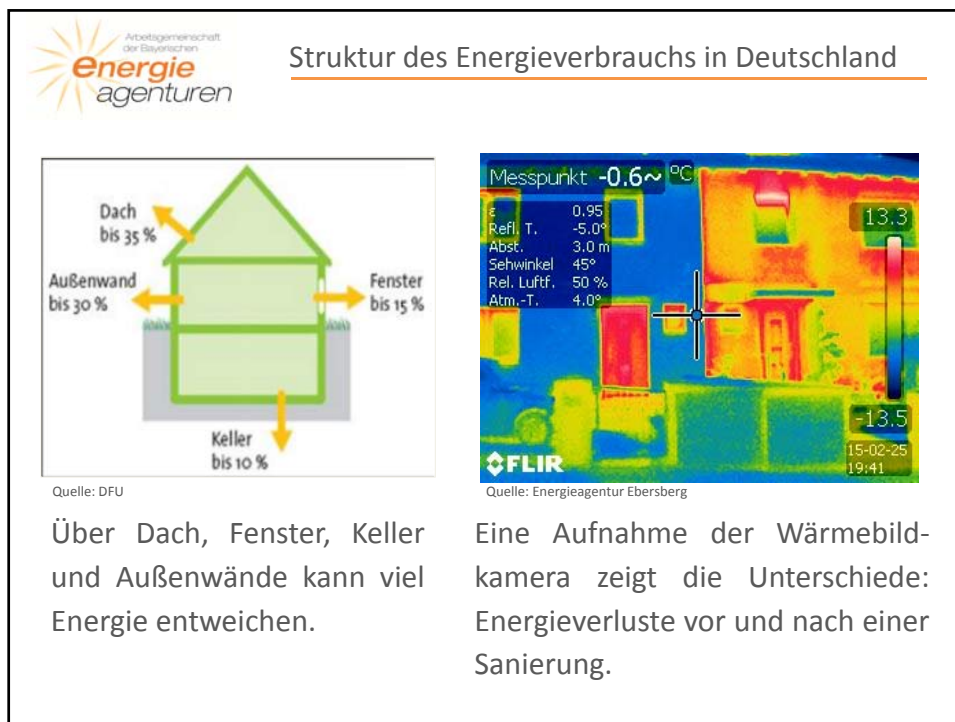 Arbeitsgemeinschaft
der Bayerischen
energie
agenturen
Struktur des Energieverbrauchs in Deutschland
Dach
bis 35 %
Außenwand
bis 30 %
Fenster
bis 15 %
Keller
bis 10 %
Quelle: DFU
Messpunkt -0.6~ °C
ε 0.95
Refl. T. -5.0°
Abst. 3.0 m
Sehwinkel 45°
Rel. Luftf. 50 %
Atm.-T. 4.0°
13.3
-13.5
15-02-25
19:41
FLIR
Quelle: Energieagentur Ebersberg
Über Dach, Fenster, Keller
und Außenwände kann viel
Energie entweichen.
Eine Aufnahme der Wärmebild-
kamera zeigt die Unterschiede:
Energieverluste vor und nach einer
Sanierung.